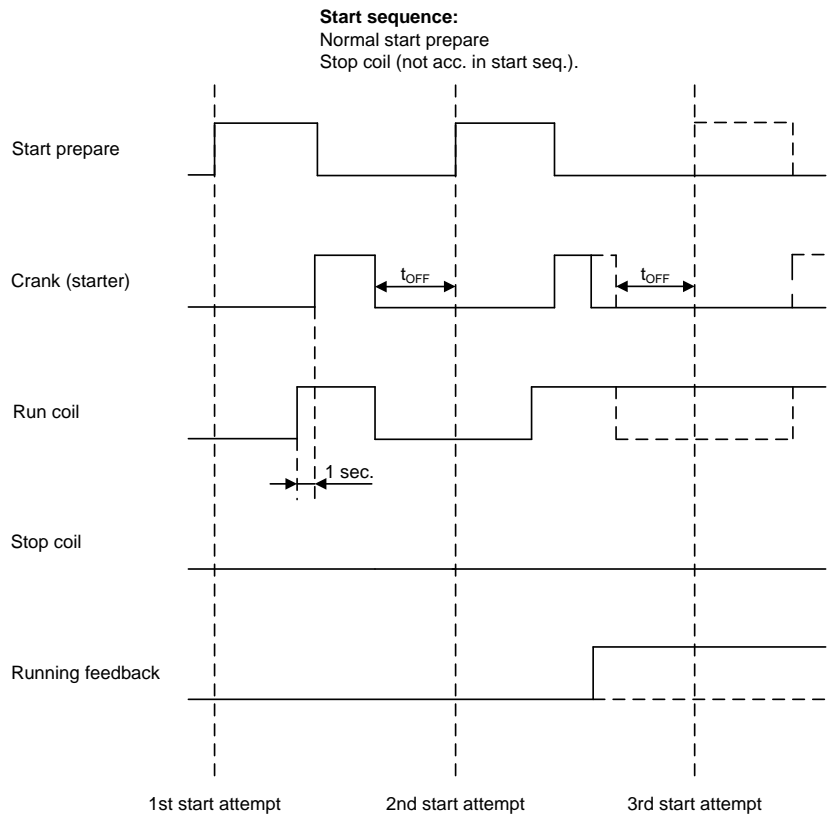 Start sequence:
Normal start prepare
Stop coil (not acc. in start seq.).
Start prepare
Crank (starter)
tOFF
tOFF
Run coil
1 sec.
Stop coil
Running feedback
1st start attempt
2nd start attempt
3rd start attempt